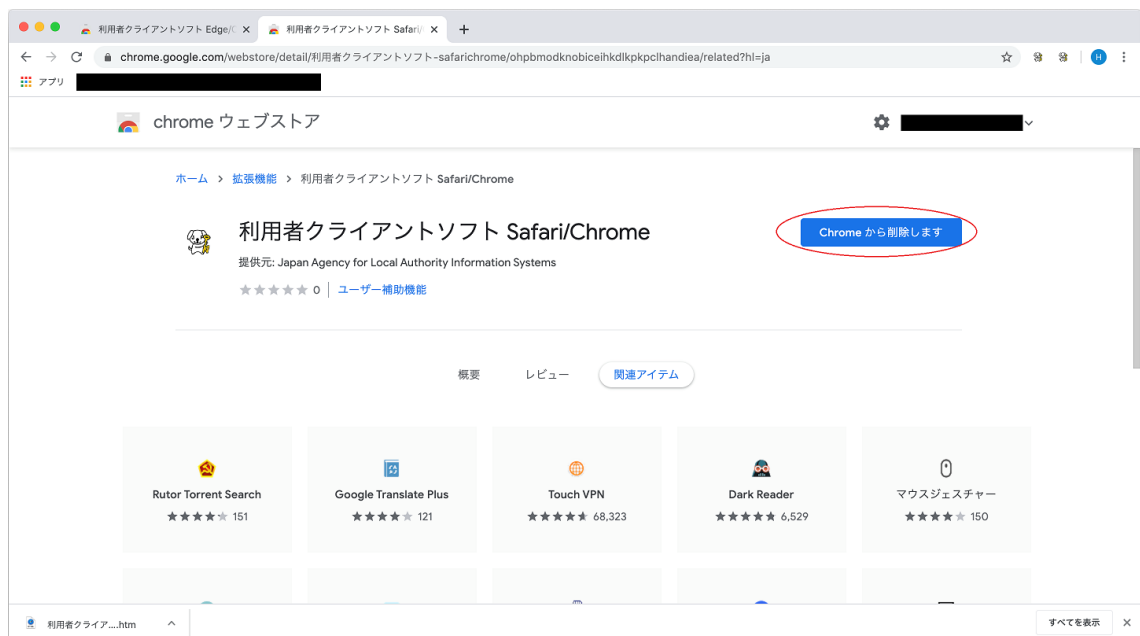 利用者クライアントソフト Edge/C
利用者クライアントソフト Safari/
chrome.google.com/webstore/detail/利用者クライアントソフト-safarichrome/ohpbmodknobiceihkdlkpkpclhandiea/related?hl=ja
H
アプリ
chrome ウェブストア
ホーム > 拡張機能 > 利用者クライアントソフト Safari/Chrome
利用者クライアントソフト Safari/Chrome
Chrome から削除します
提供元: Japan Agency for Local Authority Information Systems
★★★★★ 0 | ユーザー補助機能
概要 レビュー 関連アイテム
Rutor Torrent Search
★★★★★ 151
Google Translate Plus
★★★★★ 121
Touch VPN
★★★★★ 68,323
Dark Reader
★★★★★ 6,529
マウスジェスチャー
★★★★★ 150
利用者クライア....htm
すべてを表示